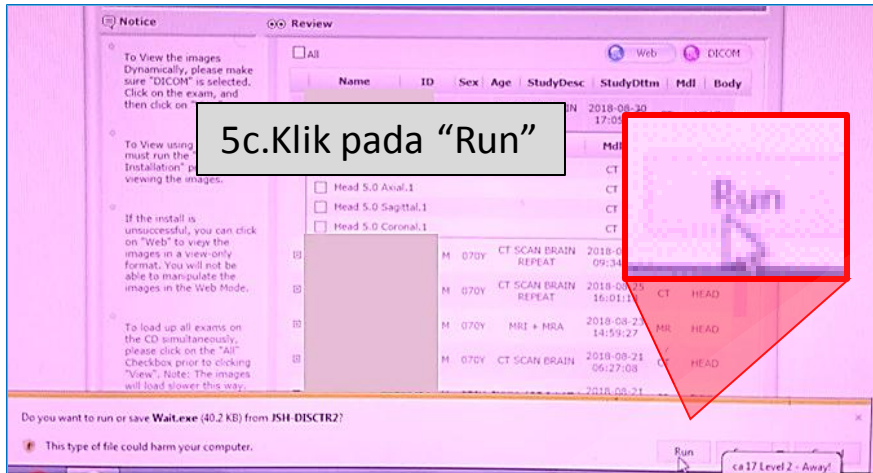 Notice
Review
To View the images
Dynamically, please make
sure "DICOM" is selected.
Click on the exam, and
then click on
To View using
must run the
Installation"
viewing the images.
If the install is
unsuccessful, you can click
on "Web" to view the
images in a view-only
format. You will not be
able to manipulate the
images in the Web Mode.
To load up all exams on
the CD simultaneously,
please click on the "All"
Checkbox prior to clicking
"View". Note: The images
will load slower this way.
All
Web DICOM
Name ID Sex Age StudyDesc StudyDttm Mdl Body
2018-08-30
5c.Klik pada “Run”
Head 5.0 Axial.1 CT
Head 5.0 Sagittal.1 CT
Head 5.0 Coronal.1 CT
M 070Y CT SCAN BRAIN REPEAT
M 070Y CT SCAN BRAIN REPEAT 2018-08-25 CT HEAD
M 070Y MRI + MRA 2018-08-23 14:59:27 MR HEAD
M 070Y CT SCAN BRAIN 2018-08-21 06:27:08 CT HEAD
2018-08-21
Run
Do you want to run or save Wait.exe (40.2 KB) from JSH-DISCTR2?
This type of file could harm your computer.
Run
ca 17 Level 2 - Away!